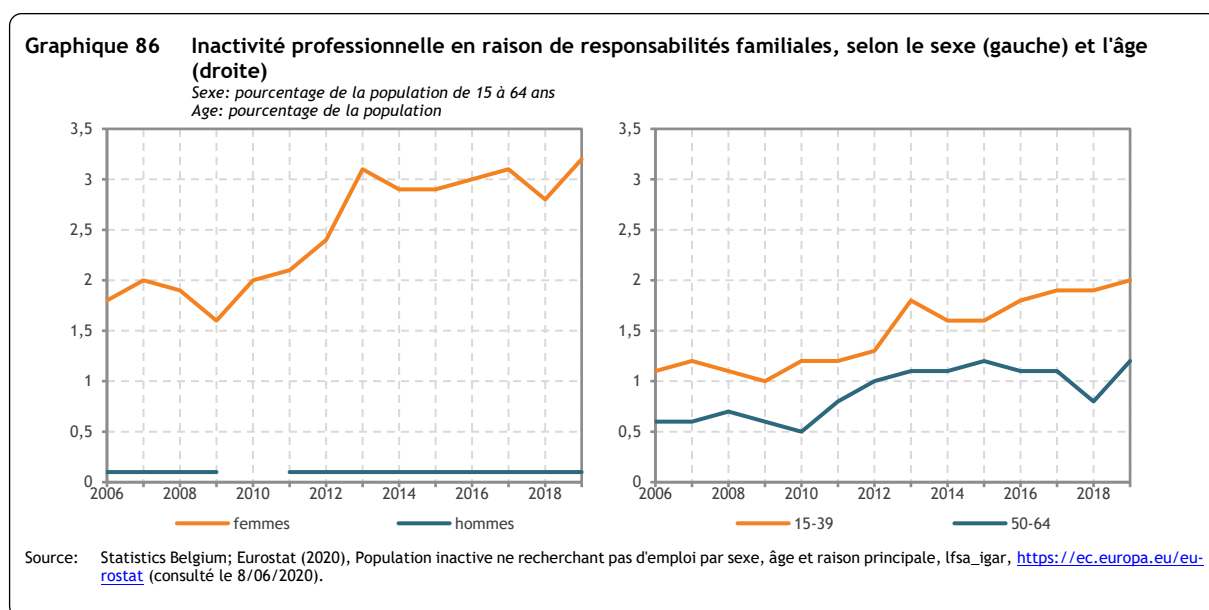 Graphique 86 Inactivité professionnelle en raison de responsabilités familiales, selon le sexe (gauche) et l'âge
(droite)
Sexe: pourcentage de la population de 15 à 64 ans
Age: pourcentage de la population
3,5
3
2,5
2
1,5
1
0,5
0
2006 2008 2010 2012 2014 2016 2018
femmes hommes
3,5
3
2,5
2
1,5
1
0,5
0
2006 2008 2010 2012 2014 2016 2018
15-39 50-64
Source: Statistics Belgium; Eurostat (2020), Population inactive ne recherchant pas d'emploi par sexe, âge et raison principale, lfsa_igar, https://ec.europa.eu/eu-
rostat (consulté le 8/06/2020).